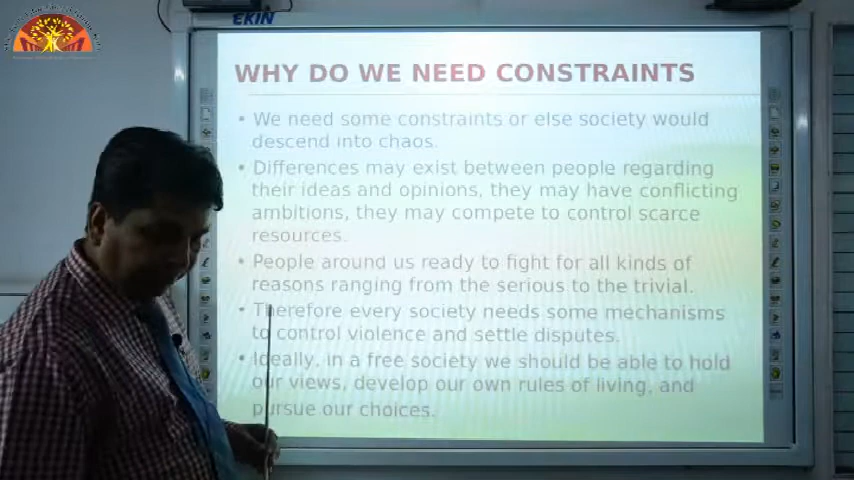 EKIN
WHY DO WE NEED CONSTRAINTS
• We need some constraints or else society would
descend into chaos.
• Differences may exist between people regarding
their ideas and opinions, they may have conflicting
ambitions, they may compete to control scarce
resources.
• People around us ready to fight for all kinds of
reasons ranging from the serious to the trivial.
• Therefore every society needs some mechanisms
to control violence and settle disputes.
• Ideally, in a free society we should be able to hold
our views, develop our own rules of living, and
pursue our choices.